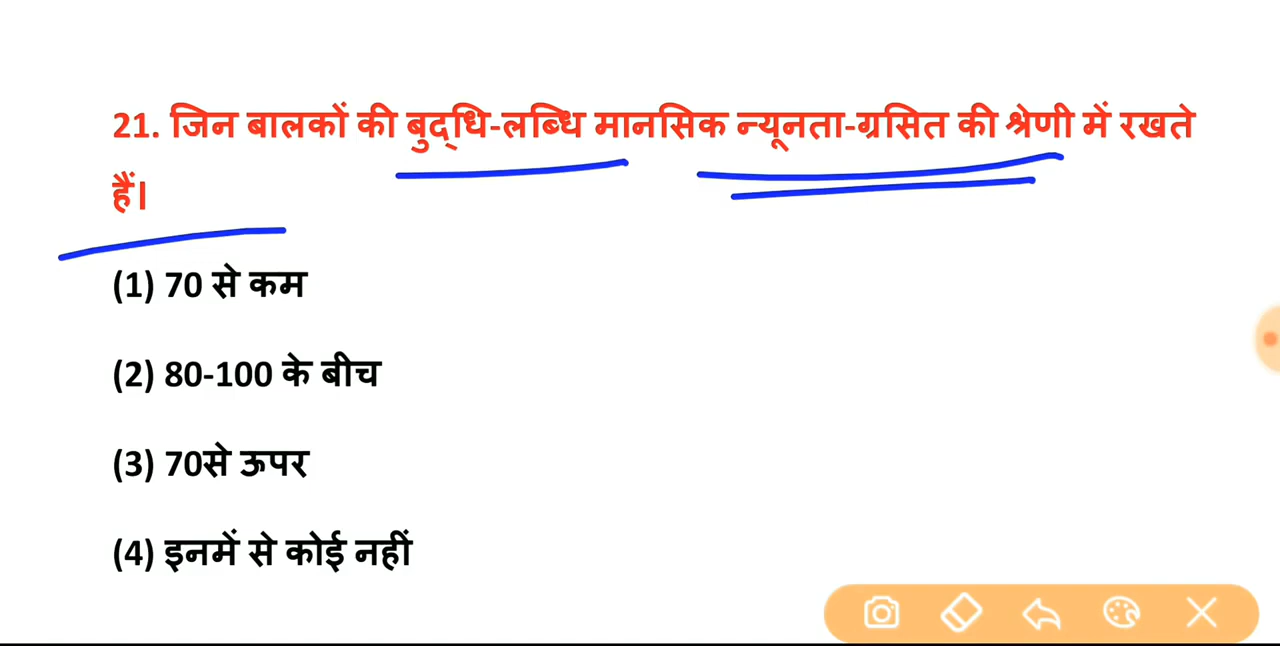 21. जिन बालकों की बुद्धि-लब्धि मानसिक न्यूनता-ग्रसित की श्रेणी में रखते
हैं।
(1) 70 से कम
(2) 80-100 के बीच
(3) 70से ऊपर
(4) इनमें से कोई नहीं